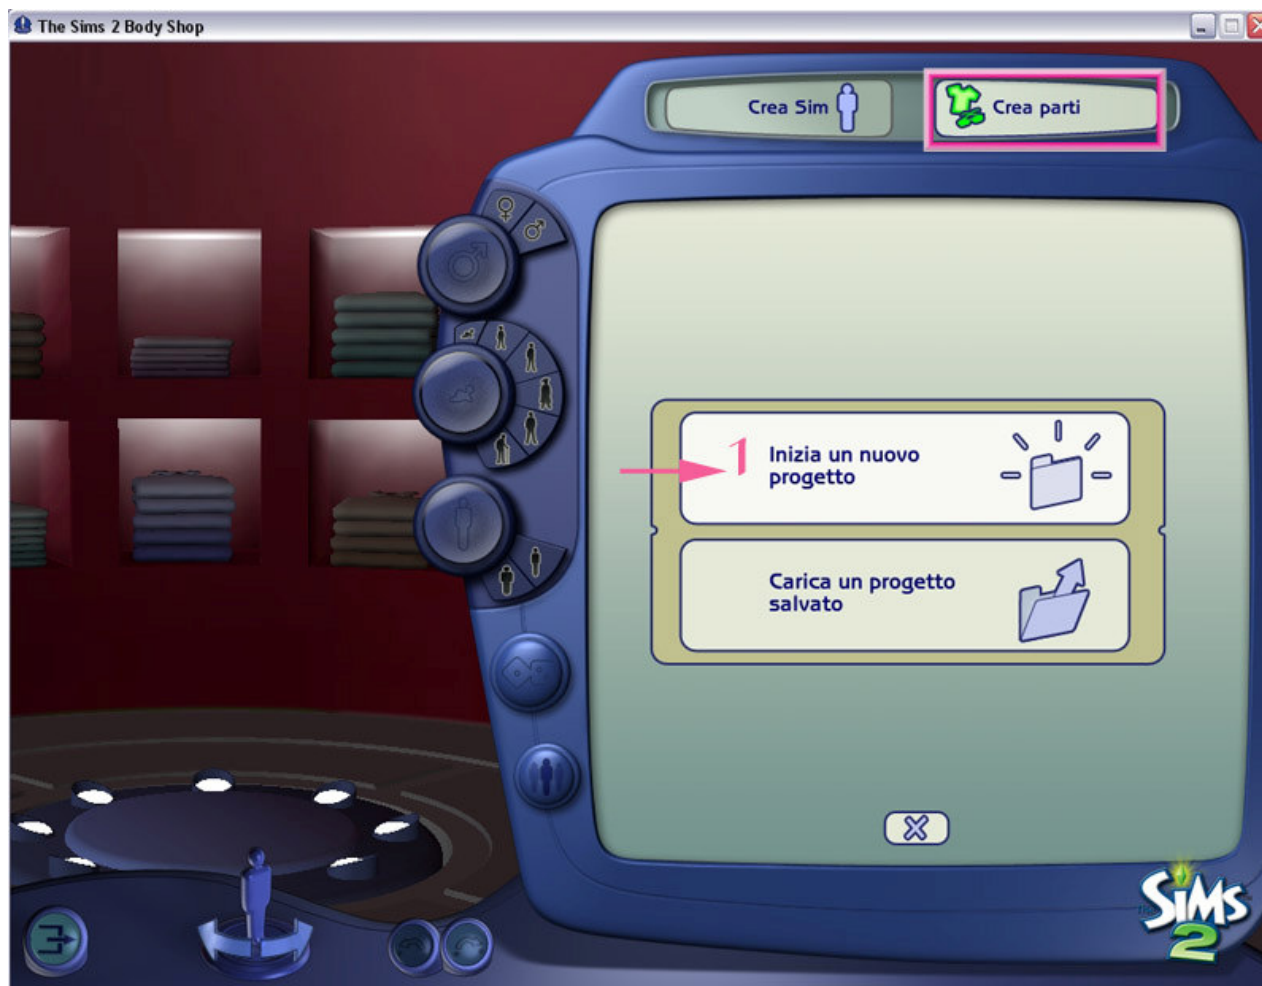 The Sims 2 Body Shop
Crea Sim
Crea parti
1
Inizia un nuovo
progetto
Carica un progetto
salvato
The
SiMS
2